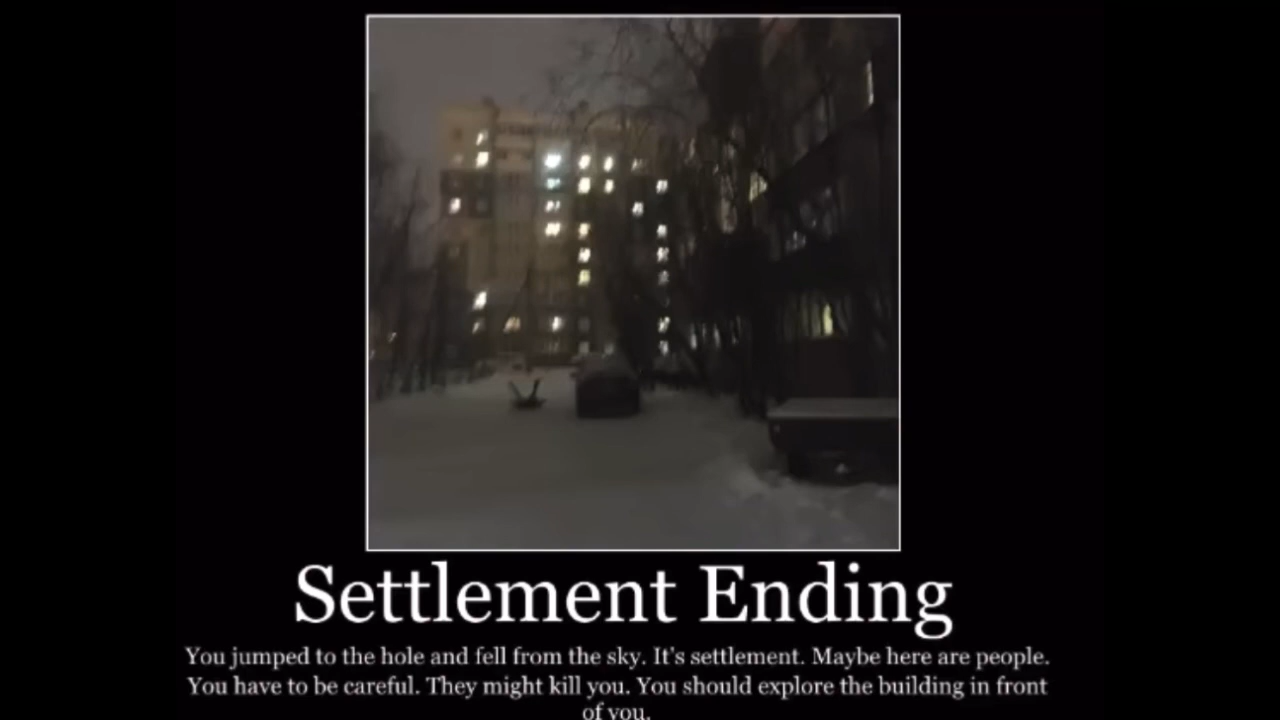 Settlement Ending
You jumped to the hole and fell from the sky. It's settlement. Maybe here are people.
You have to be careful. They might kill you. You should explore the building in front
of you.